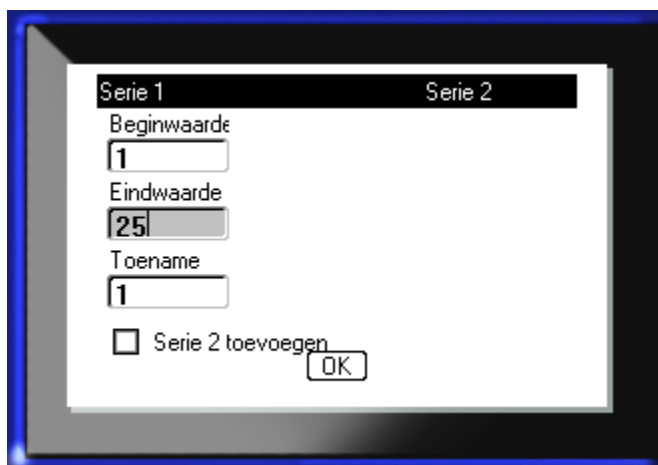 Serie 1 Serie 2
Beginwaarde
1
Eindwaarde
25
Toename
1
Serie 2 toevoegen
OK